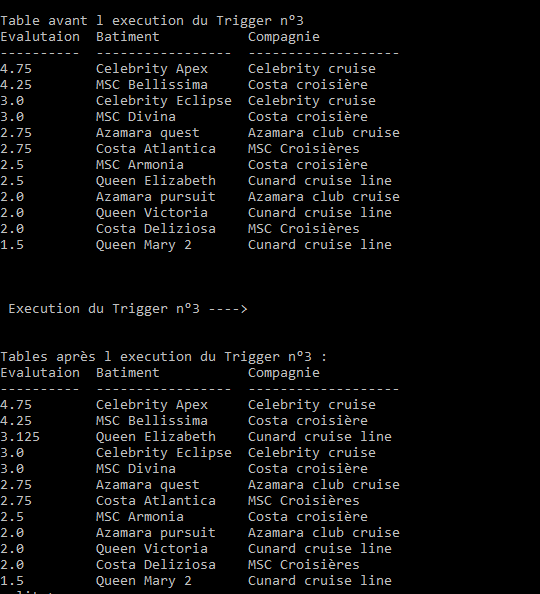 Table avant l execution du Trigger n°3
Evalutaion  Batiment           Compagnie
----------  -----------------  -------------------
4.75        Celebrity Apex     Celebrity cruise
4.25        MSC Bellissima     Costa croisière
3.0         Celebrity Eclipse  Celebrity cruise
3.0         MSC Divina         Costa croisière
2.75        Azamara quest      Azamara club cruise
2.75        Costa Atlantica    MSC Croisières
2.5         MSC Armonia        Costa croisière
2.5         Queen Elizabeth    Cunard cruise line
2.0         Azamara pursuit    Azamara club cruise
2.0         Queen Victoria     Cunard cruise line
2.0         Costa Deliziosa    MSC Croisières
1.5         Queen Mary 2       Cunard cruise line
 Execution du Trigger n°3 ---->
Tables après l execution du Trigger n°3 :
Evalutaion  Batiment           Compagnie
----------  -----------------  -------------------
4.75        Celebrity Apex     Celebrity cruise
4.25        MSC Bellissima     Costa croisière
3.125       Queen Elizabeth    Cunard cruise line
3.0         Celebrity Eclipse  Celebrity cruise
3.0         MSC Divina         Costa croisière
2.75        Azamara quest      Azamara club cruise
2.75        Costa Atlantica    MSC Croisières
2.5         MSC Armonia        Costa croisière
2.0         Azamara pursuit    Azamara club cruise
2.0         Queen Victoria     Cunard cruise line
2.0         Costa Deliziosa    MSC Croisières
1.5         Queen Mary 2       Cunard cruise line